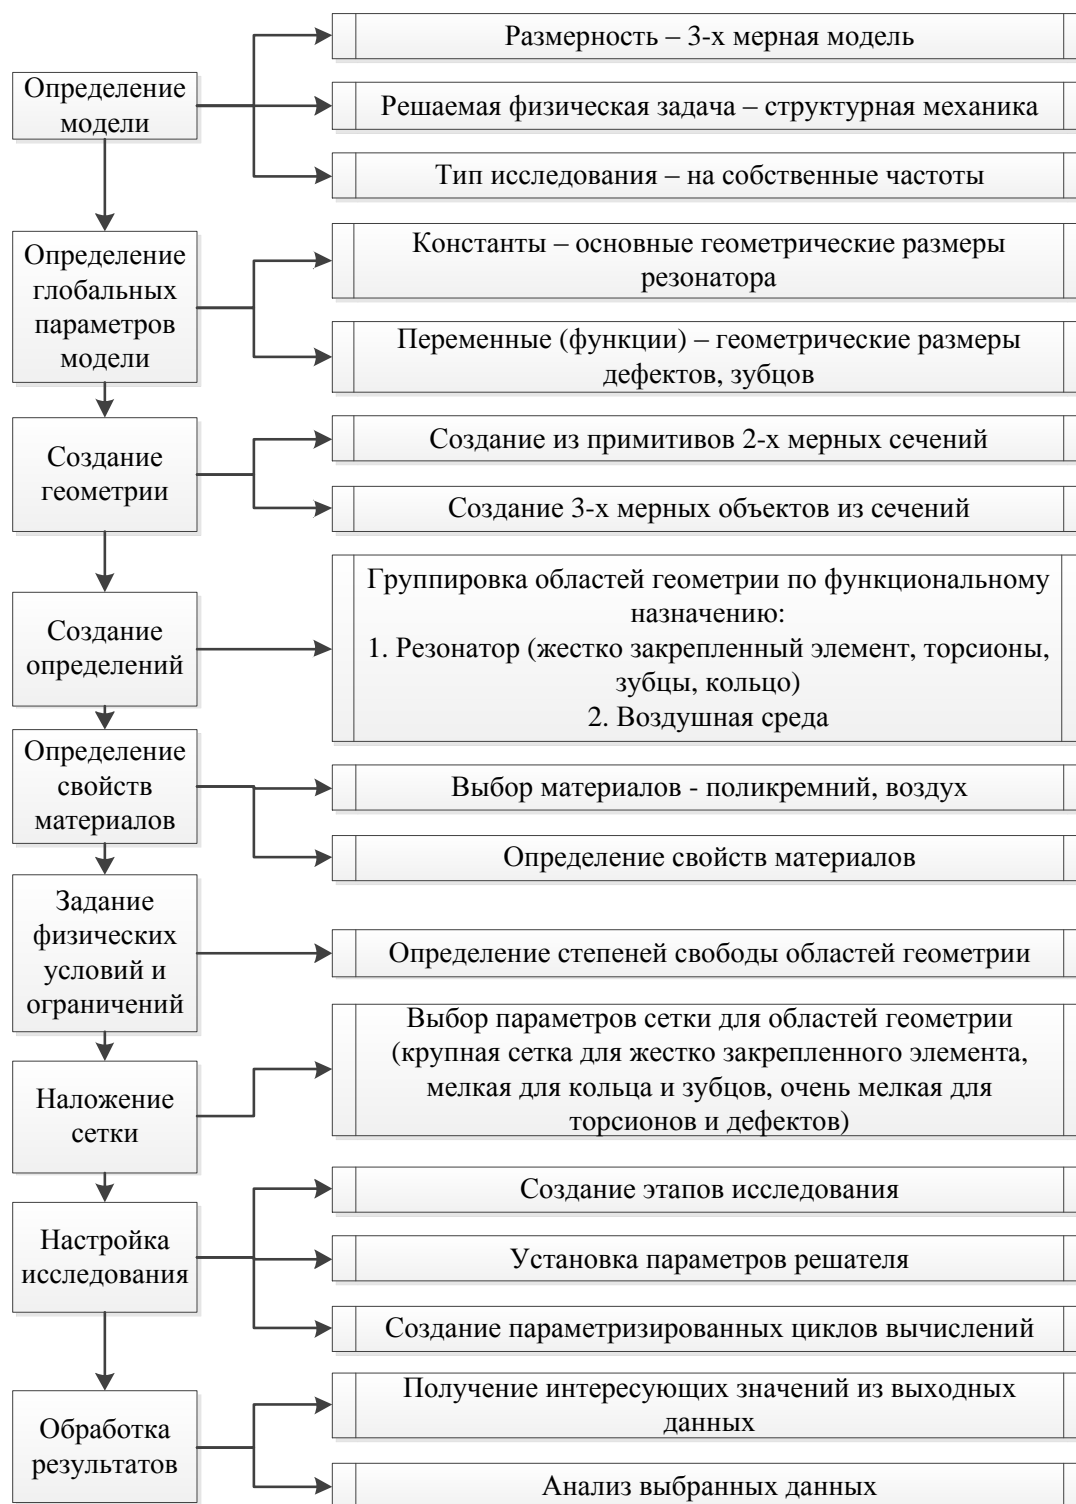 Определение
модели
Размерность – 3-х мерная модель
Решаемая физическая задача – структурная механика
Тип исследования – на собственные частоты
Определение
глобальных
параметров
модели
Константы – основные геометрические размеры
резонатора
Переменные (функции) – геометрические размеры
дефектов, зубцов
Создание
геометрии
Создание из примитивов 2-х мерных сечений
Создание 3-х мерных объектов из сечений
Создание
определений
Группировка областей геометрии по функциональному
назначению:
1. Резонатор (жестко закрепленный элемент, торсионы,
зубцы, кольцо)
2. Воздушная среда
Определение
свойств
материалов
Выбор материалов - поликремний, воздух
Определение свойств материалов
Задание
физических
условий и
ограничений
Определение степеней свободы областей геометрии
Наложение
сетки
Выбор параметров сетки для областей геометрии
(крупная сетка для жестко закрепленного элемента,
мелкая для кольца и зубцов, очень мелкая для
торсионов и дефектов)
Настройка
исследования
Создание этапов исследования
Установка параметров решателя
Создание параметризированных циклов вычислений
Обработка
результатов
Получение интересующих значений из выходных
данных
Анализ выбранных данных